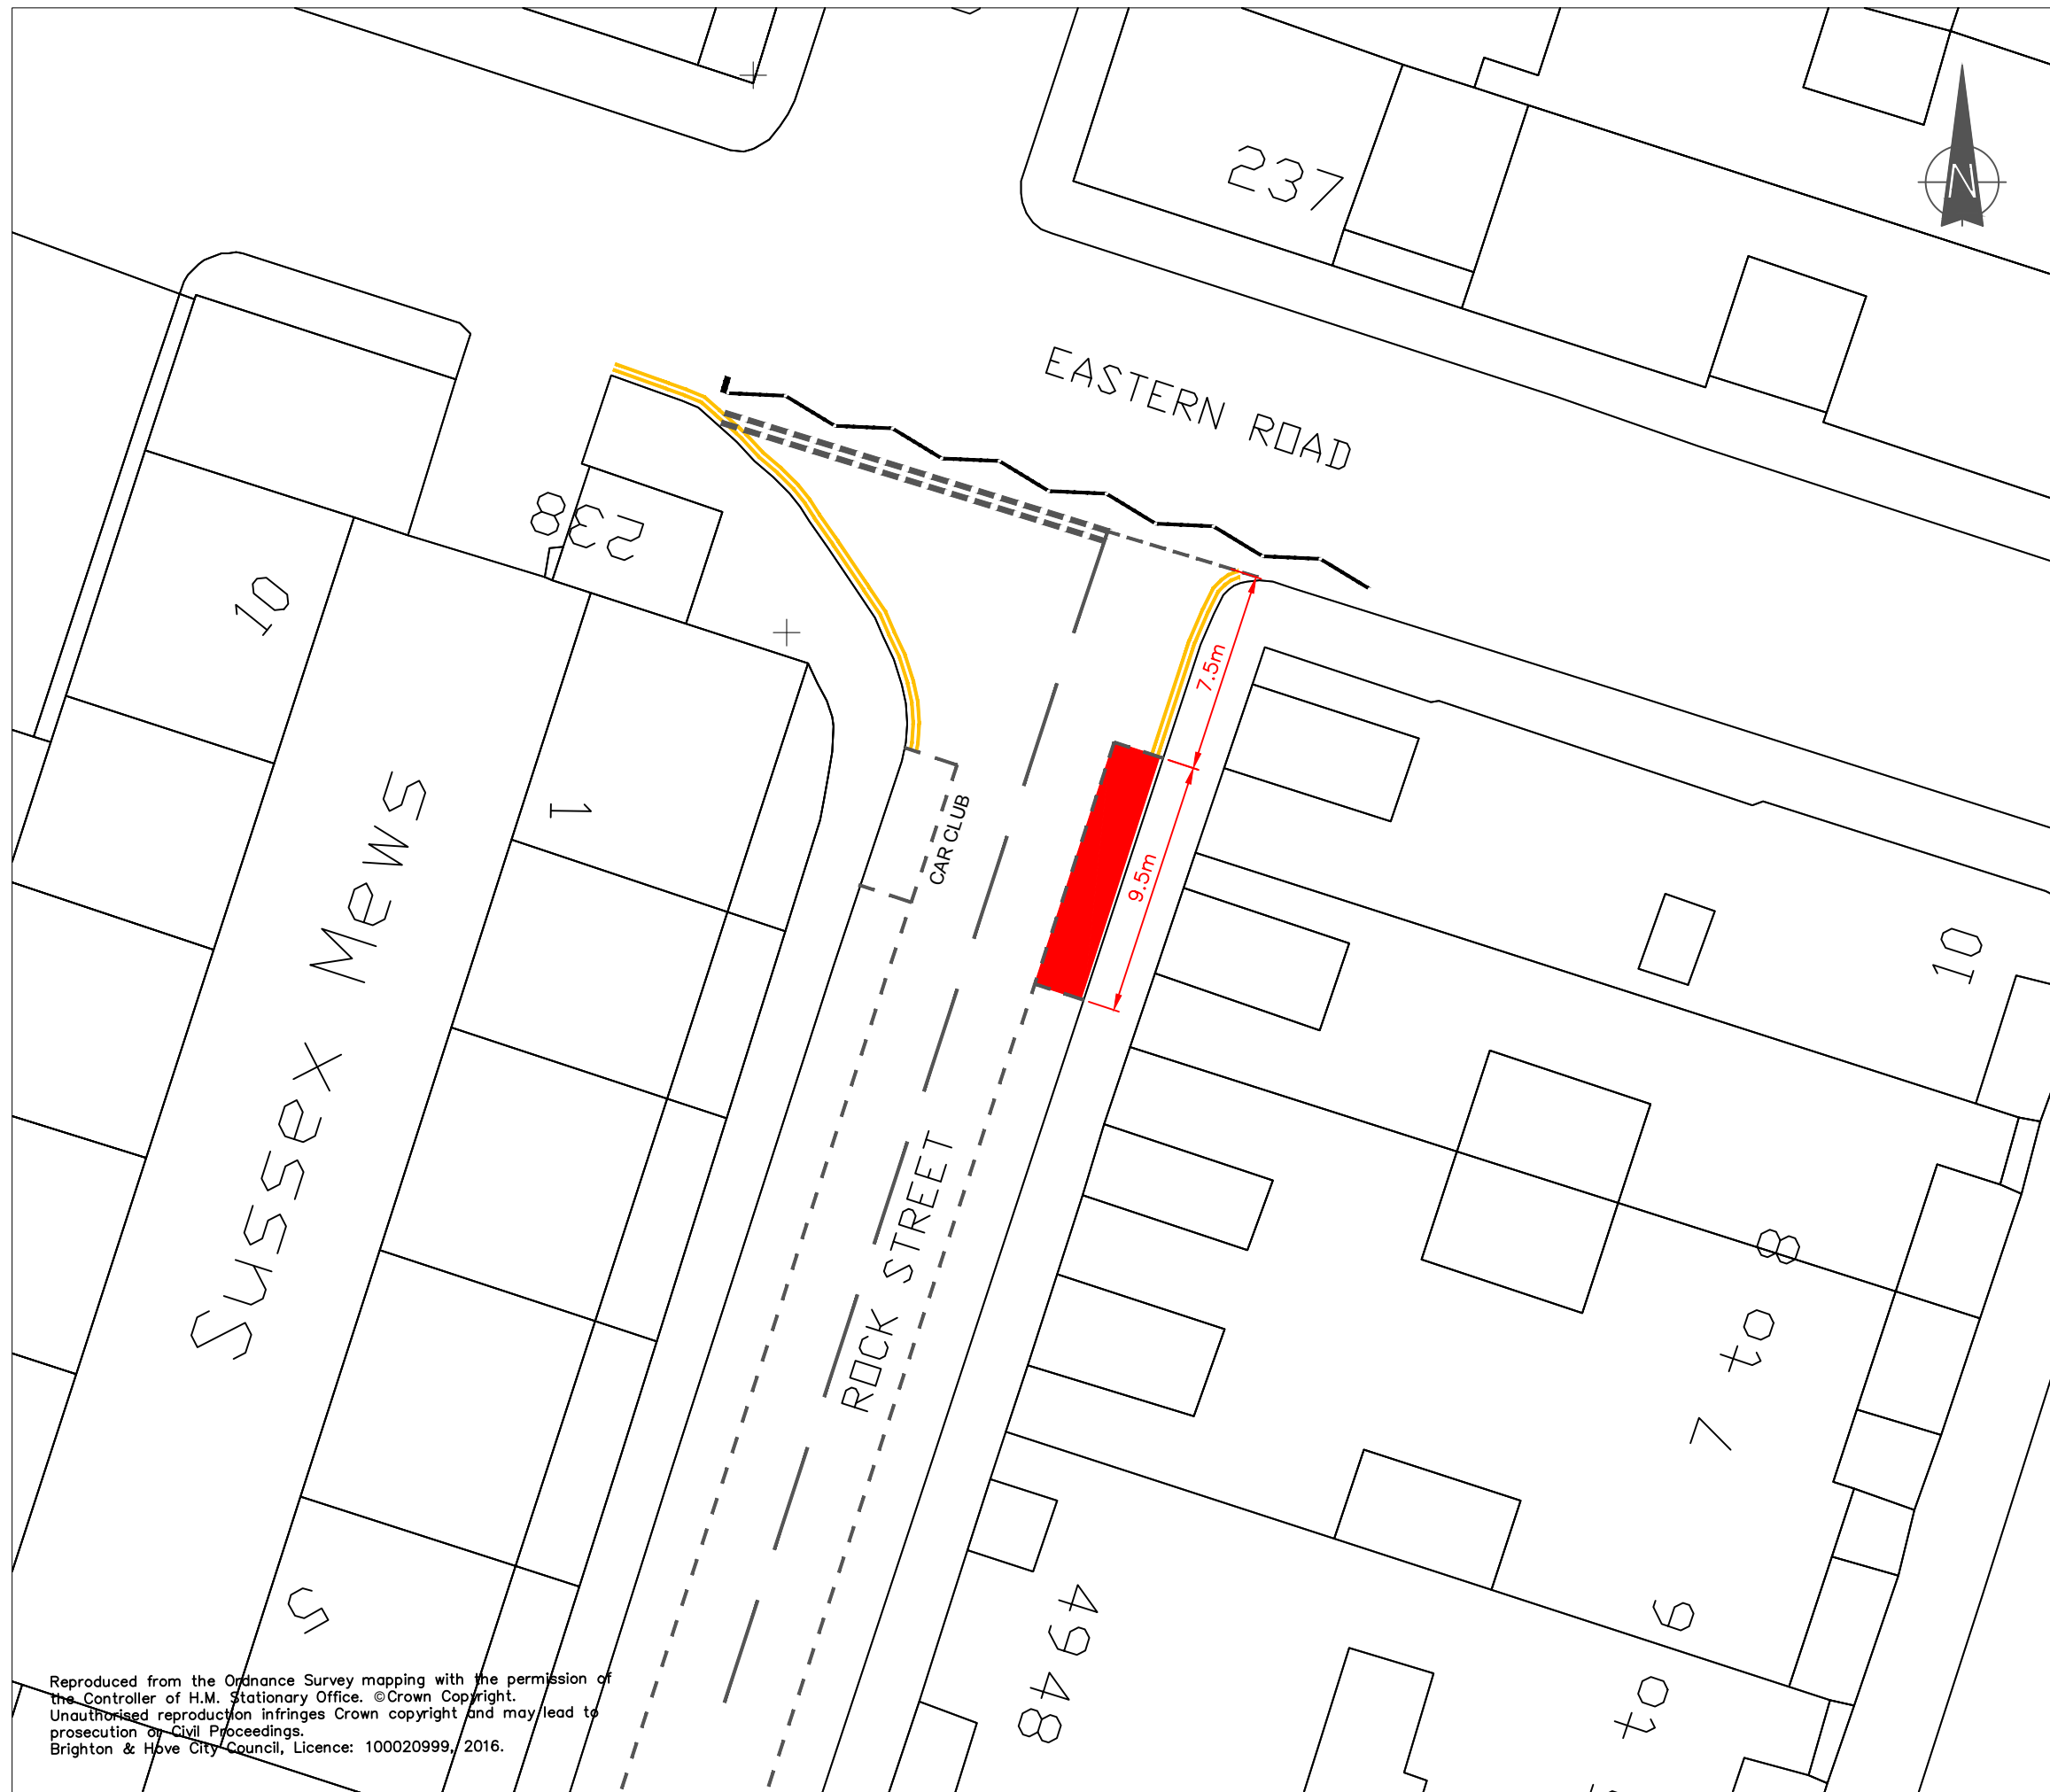 237
N
EASTERN ROAD
238
10
1
7.5m
CAR CLUB
9.5m
Sussex Mews
10
ROCK STREET
8
to
7
5
49
48
6
to
Reproduced from the Ordnance Survey mapping with the permission of
the Controller of H.M. Stationary Office. ©Crown Copyright.
Unauthorised reproduction infringes Crown copyright and may lead to
prosecution or Civil Proceedings.
Brighton & Hove City Council, Licence: 100020999, 2016.